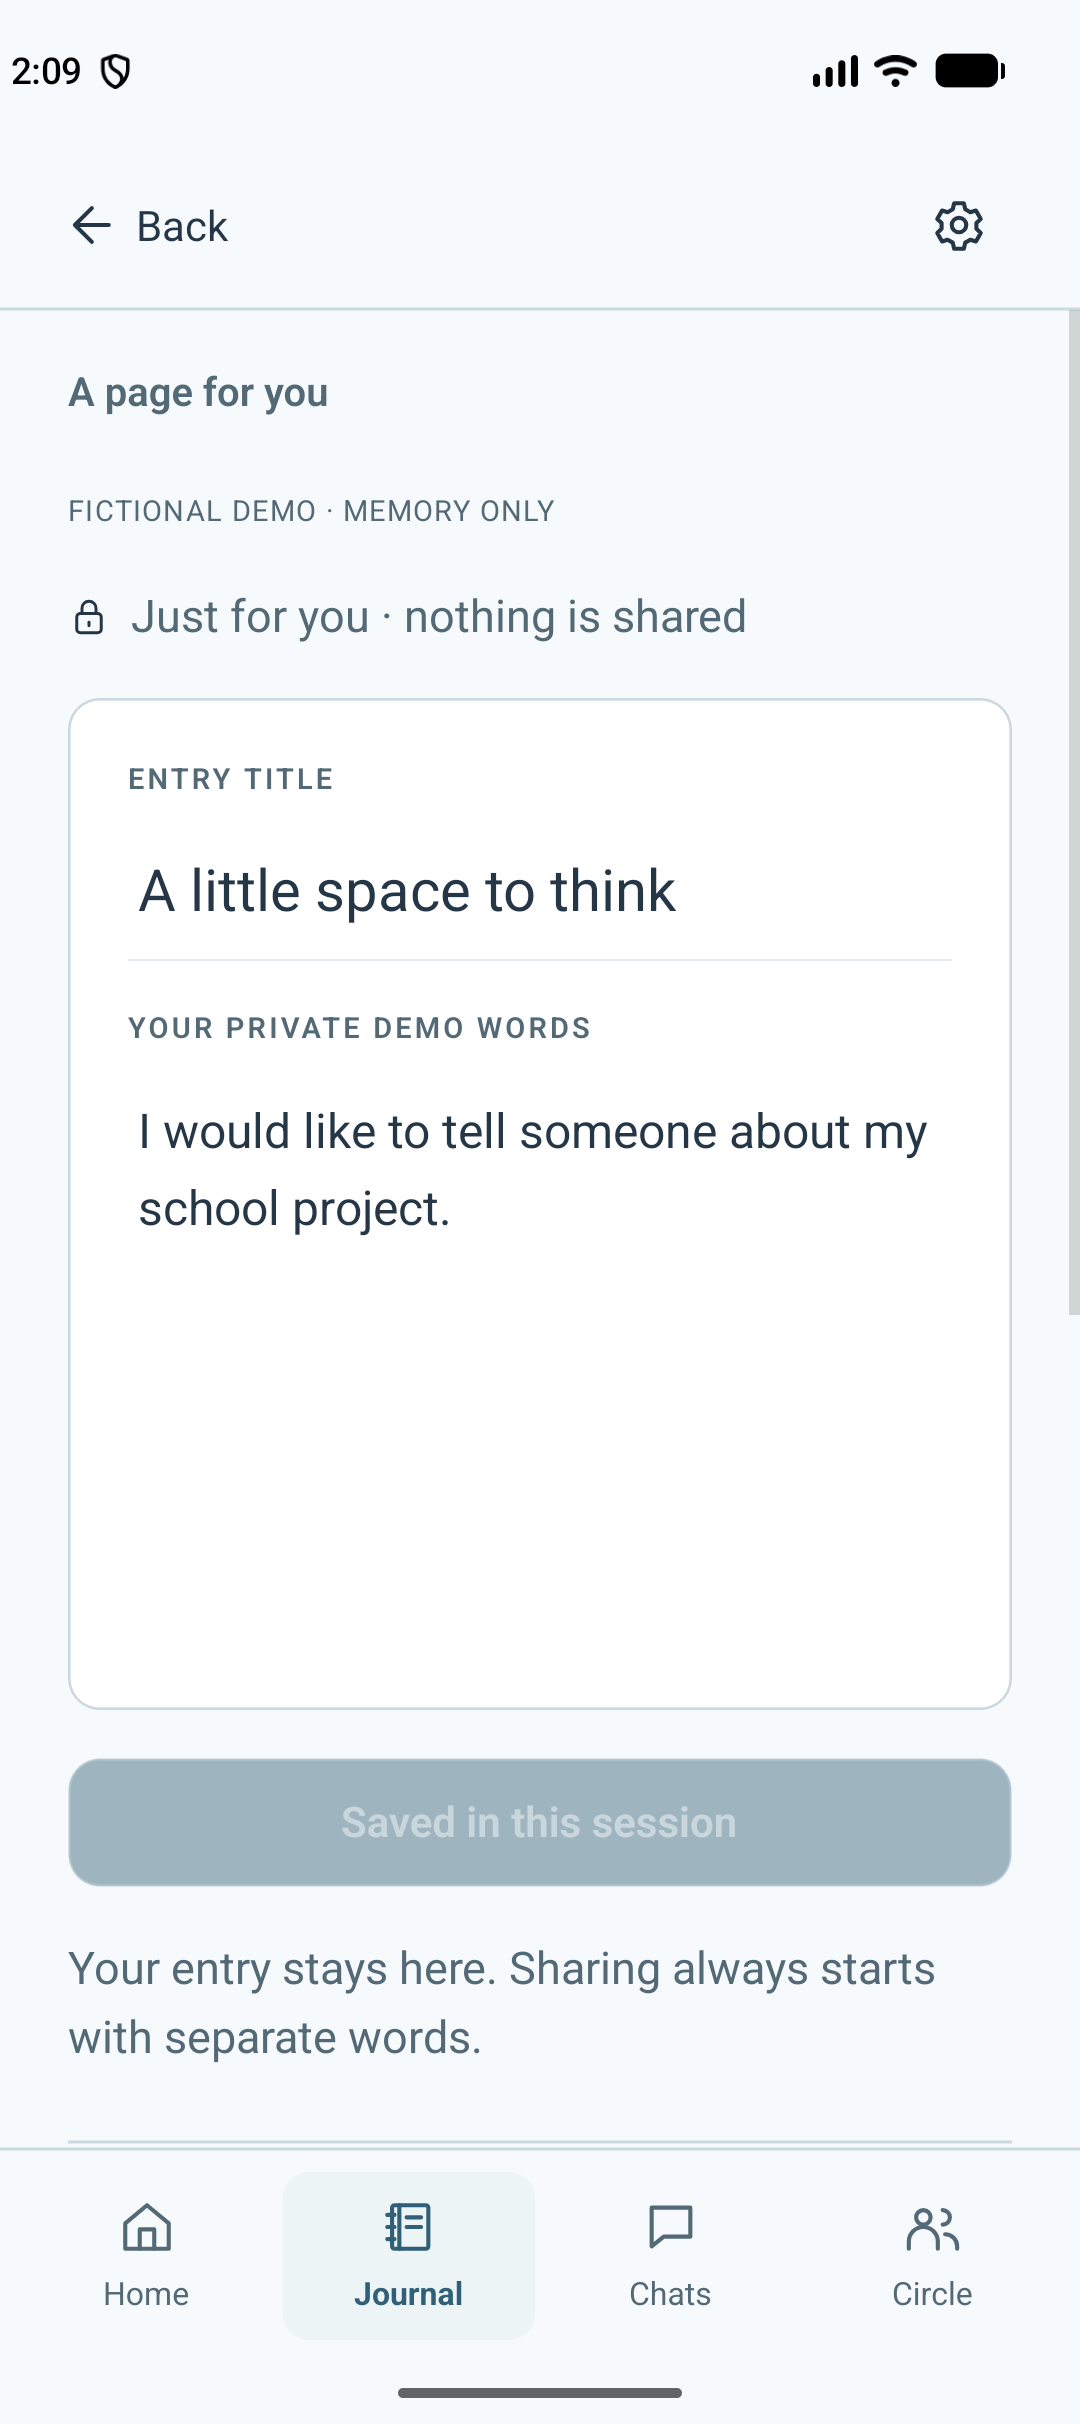 2:09
Back
A page for you
FICTIONAL DEMO · MEMORY ONLY
Just for you · nothing is shared
ENTRY TITLE
A little space to think
YOUR PRIVATE DEMO WORDS
I would like to tell someone about my
school project.
Saved in this session
Your entry stays here. Sharing always starts
with separate words.
Home Journal Chats Circle